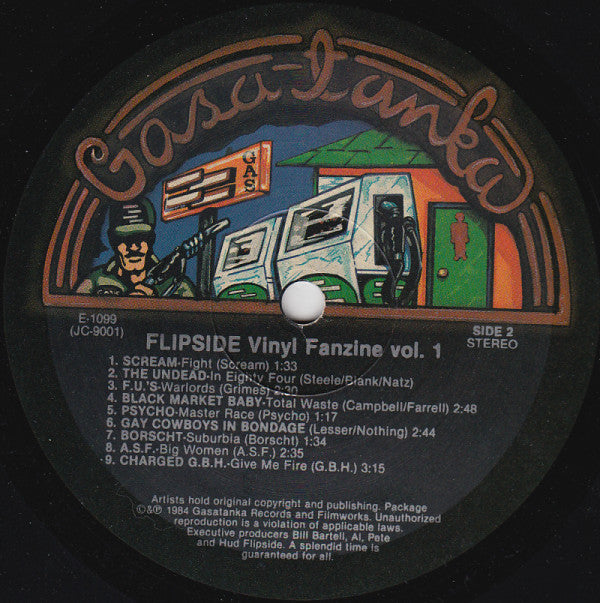 Gasa-Tanka
GAS
E-1099
(JC-9001)
SIDE 2
STEREO
FLIPSIDE Vinyl Fanzine vol. 1
1. SCREAM-Fight (Scream) 1:33
2. THE UNDEAD-In Eighty Four (Steele/Blank/Natz)
3. F.U.'S-Warlords (Grimes) 2:30
4. BLACK MARKET BABY-Total Waste (Campbell/Farrell) 2:48
5. PSYCHO-Master Race (Psycho) 1:17
6. GAY COWBOYS IN BONDAGE (Lesser/Nothing) 2:44
7. BORSCHT-Suburbia (Borscht) 1:34
8. A.S.F.-Big Women (A.S.F.) 2:35
9. CHARGED G.B.H.-Give Me Fire (G.B.H.) 3:15
Artists hold original copyright and publishing. Package
©&℗ 1984 Gasatanka Records and Filmworks. Unauthorized
reproduction is a violation of applicable laws.
Executive producers Bill Bartell, Al, Pete
and Hud Flipside. A splendid time is
guaranteed for all.